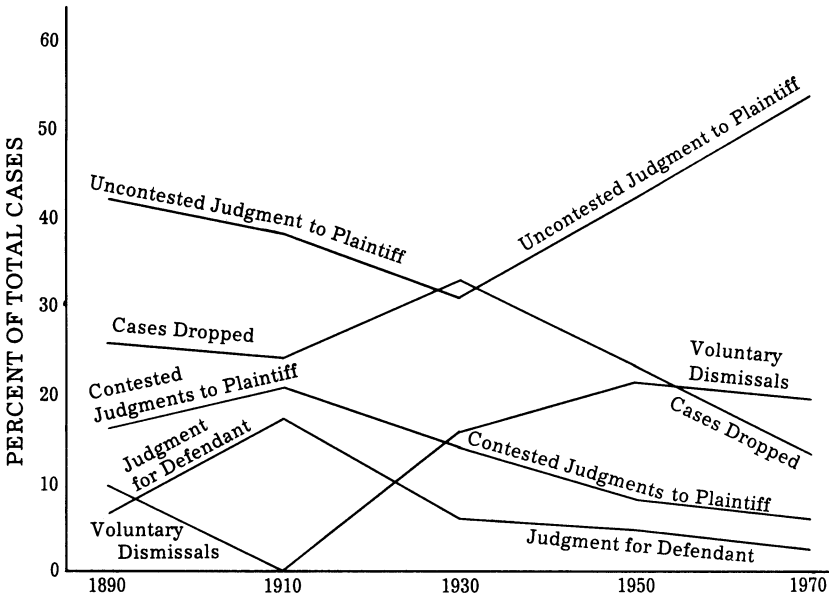 PERCENT OF TOTAL CASES
60
50
40
30
20
10
0
Uncontested Judgment to Plaintiff
Uncontested Judgment to Plaintiff
Cases Dropped
Contested
Judgments to Plaintiff
Judgment
for Defendant
Voluntary
Dismissals
Voluntary
Dismissals
Cases Dropped
Contested Judgments to Plaintiff
Judgment for Defendant
1890
1910
1930
1950
1970